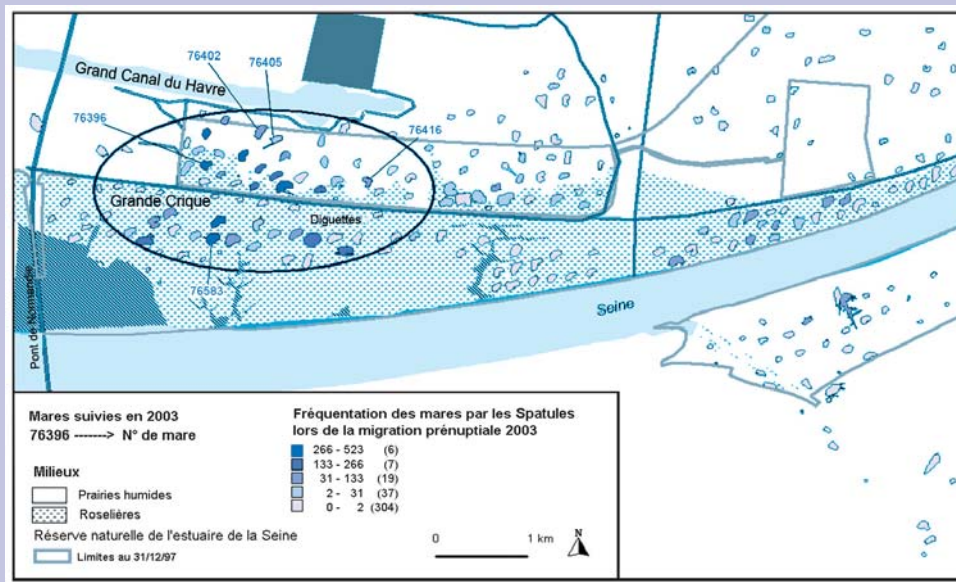 76402
76405
Grand Canal du Havre
76396
76416
Grande Crique
Diguettes
76583
Pont de Normandie
Seine
Mares suivies en 2003
76396 -------> N° de mare
Milieux
Prairies humides
Roselières
Réserve naturelle de l'estuaire de la Seine
Limites au 31/12/97
Fréquentation des mares par les Spatules
lors de la migration prénuptiale 2003
266 - 523 (6)
133 - 266 (7)
31 - 133 (19)
2 - 31 (37)
0 - 2 (304)
0 1 km
N